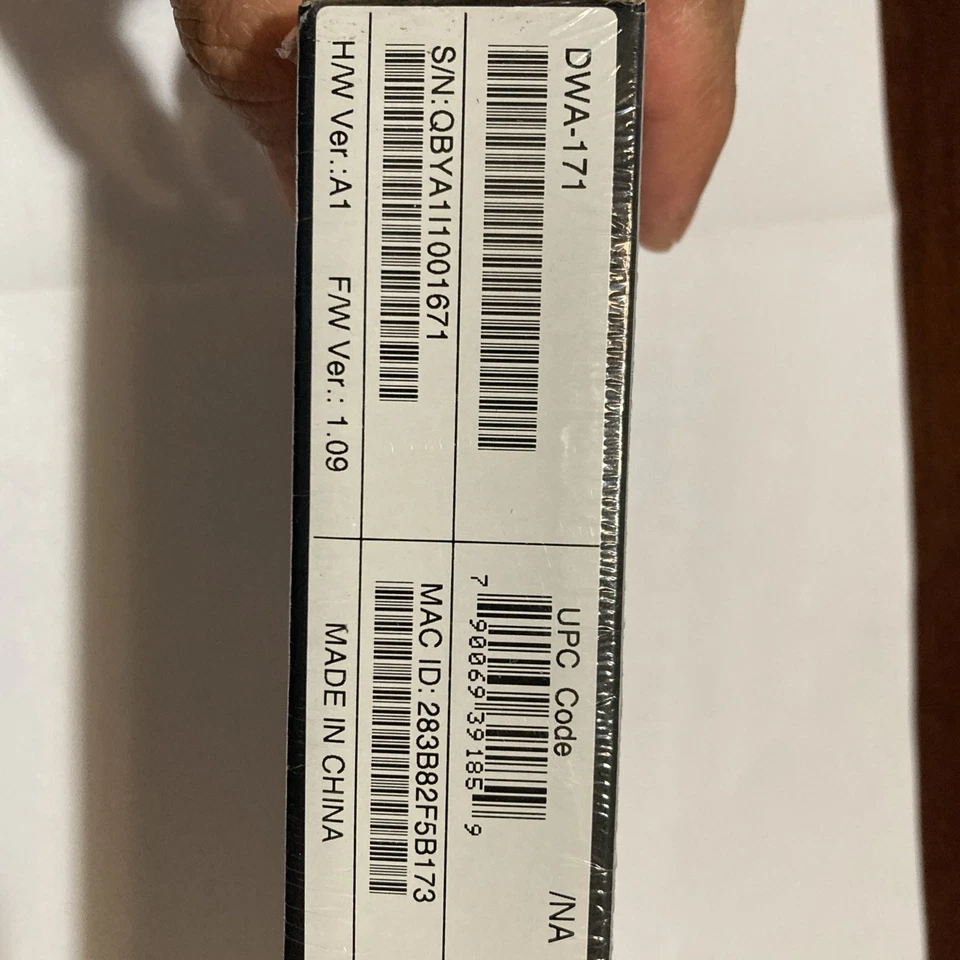 DWA-171
S/N:QBYA1I1001671
H/W Ver.:A1 F/W Ver.: 1.09
UPC Code
/NA
7 90069 39185 9
MAC ID: 283B82F5B173
MADE IN CHINA